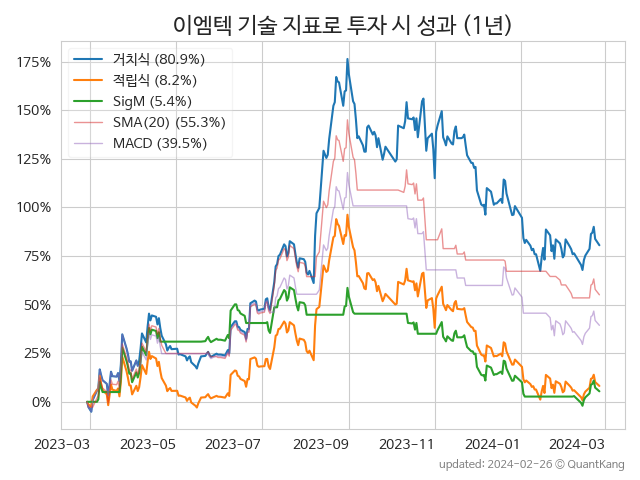 이엠텍 기술 지표로 투자 시 성과 (1년)
거치식 (80.9%)
적립식 (8.2%)
SigM (5.4%)
SMA(20) (55.3%)
MACD (39.5%)
175%
150%
125%
100%
75%
50%
25%
0%
2023-03 2023-05 2023-07 2023-09 2023-11 2024-01 2024-03
updated: 2024-02-26 © QuantKang